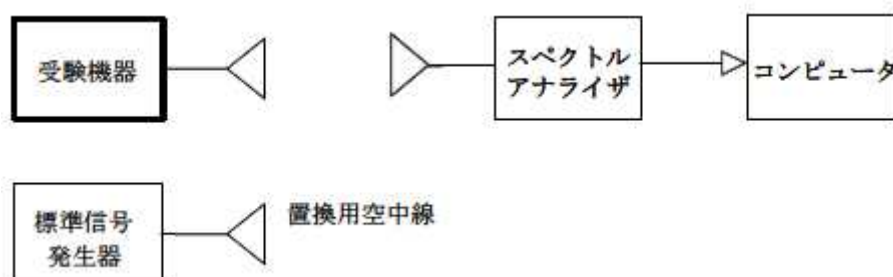 受験機器
スペクトル
アナライザ
コンピュータ
標準信号
発生器
置換用空中線